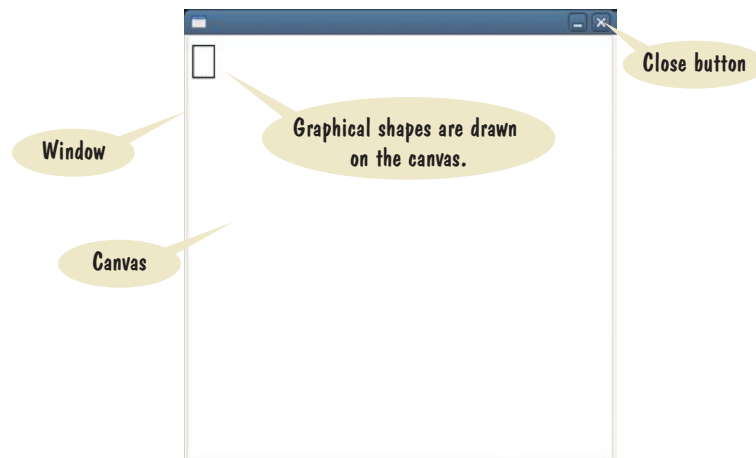 Close button
Graphical shapes are drawn
on the canvas.
Window
Canvas